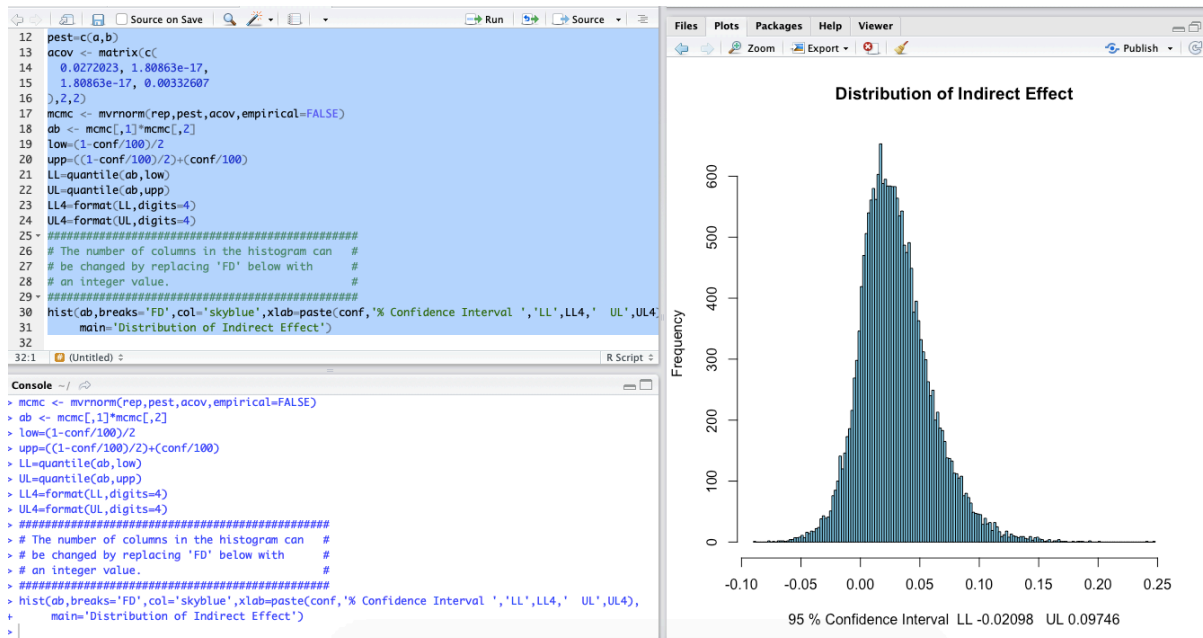 Source on Save
Run
Source
12 pest=c(a,b)
13 acov <- matrix(c(
14 0.0272023, 1.80863e-17,
15 1.80863e-17, 0.00332607
16 ),2,2)
17 mcmc <- mvrnorm(rep,pest,acov,empirical=FALSE)
18 ab <- mcmc[,1]*mcmc[,2]
19 low=(1-conf/100)/2
20 upp=((1-conf/100)/2)+(conf/100)
21 LL=quantile(ab,low)
22 UL=quantile(ab,upp)
23 LL4=format(LL,digits=4)
24 UL4=format(UL,digits=4)
25 ################################################
26 # The number of columns in the histogram can #
27 # be changed by replacing 'FD' below with #
28 # an integer value. #
29 ################################################
30 hist(ab,breaks='FD',col='skyblue',xlab=paste(conf,'% Confidence Interval ','LL',LL4,' UL',UL4)
31 main='Distribution of Indirect Effect')
32
32:1 (Untitled) R Script
Console ~/
> mcmc <- mvrnorm(rep,pest,acov,empirical=FALSE)
> ab <- mcmc[,1]*mcmc[,2]
> low=(1-conf/100)/2
> upp=((1-conf/100)/2)+(conf/100)
> LL=quantile(ab,low)
> UL=quantile(ab,upp)
> LL4=format(LL,digits=4)
> UL4=format(UL,digits=4)
> ################################################
> # The number of columns in the histogram can #
> # be changed by replacing 'FD' below with #
> # an integer value. #
> ################################################
> hist(ab,breaks='FD',col='skyblue',xlab=paste(conf,'% Confidence Interval ','LL',LL4,' UL',UL4),
+ main='Distribution of Indirect Effect')
>
Files Plots Packages Help Viewer
Zoom Export Publish
Distribution of Indirect Effect
Frequency
600
500
400
300
200
100
0
-0.10 -0.05 0.00 0.05 0.10 0.15 0.20 0.25
95 % Confidence Interval LL -0.02098 UL 0.09746